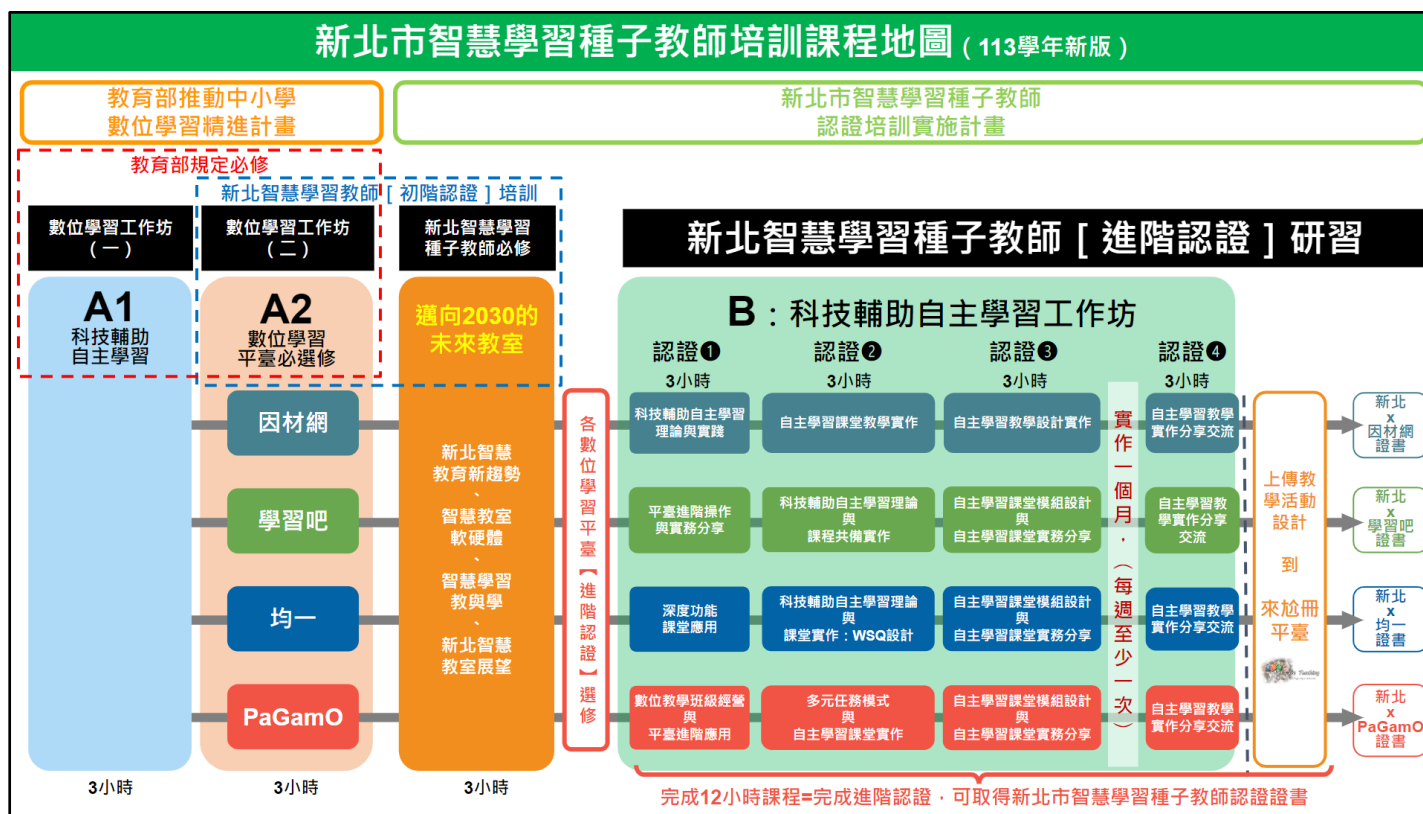 新北市智慧學習種子教師培訓課程地圖（113學年新版）
教育部推動中小學
數位學習精進計畫
新北市智慧學習種子教師
認證培訓實施計畫
教育部規定必修
新北智慧學習教師［初階認證］培訓
數位學習工作坊
（一）
數位學習工作坊
（二）
新北智慧學習
種子教師必修
新北智慧學習種子教師［進階認證］研習
A1
科技輔助
自主學習
A2
數位學習
平臺必選修
邁向2030的
未來教室
B：科技輔助自主學習工作坊
認證❶
3小時
認證❷
3小時
認證❸
3小時
認證❹
3小時
因材網
學習吧
均一
PaGamO
新北智慧
教育新趨勢
、
智慧教室
軟硬體
、
智慧學習
教與學
、
新北智慧
教室展望
各數位學習平臺【進階認證】選修
科技輔助自主學習
理論與實踐
自主學習課堂教學實作
自主學習教學設計實作
自主學習教學
實作分享交流
平臺進階操作
與實務分享
科技輔助自主學習理論
與
課程共備實作
自主學習課堂模組設計
與
自主學習課堂實務分享
自主學習教
學實作分享
交流
深度功能
課堂應用
科技輔助自主學習理論
與
課堂實作：WSQ設計
自主學習課堂模組設計
與
自主學習課堂實務分享
自主學習教學
實作分享交流
數位教學班級經營
與
平臺進階應用
多元任務模式
與
自主學習課堂實作
自主學習課堂模組設計
與
自主學習課堂實務分享
自主學習教學
實作分享交流
實作一個月．（每週至少一次）
上傳教
學活動
設計
到
來尬冊
平臺
新北
x
因材網
證書
新北
x
學習吧
證書
新北
x
均一
證書
新北
x
PaGamO
證書
3小時
3小時
3小時
完成12小時課程=完成進階認證．可取得新北市智慧學習種子教師認證證書